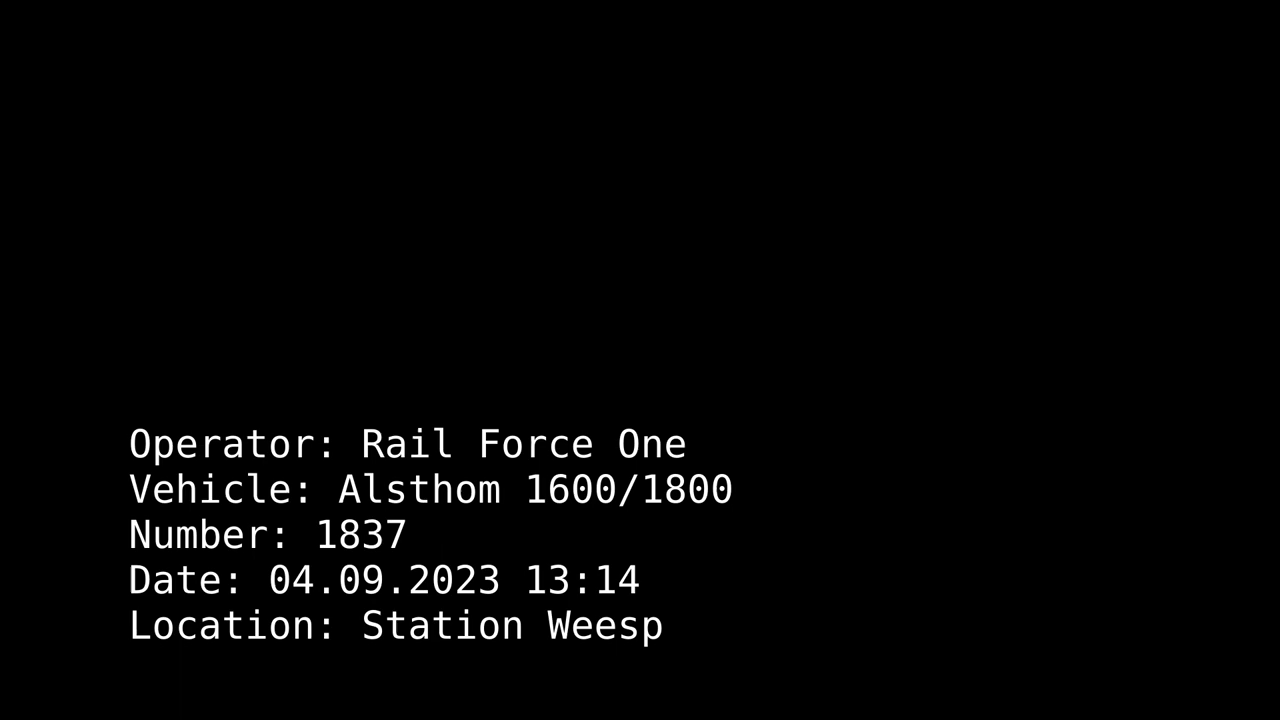 Operator: Rail Force One
Vehicle: Alsthom 1600/1800
Number: 1837
Date: 04.09.2023 13:14
Location: Station Weesp